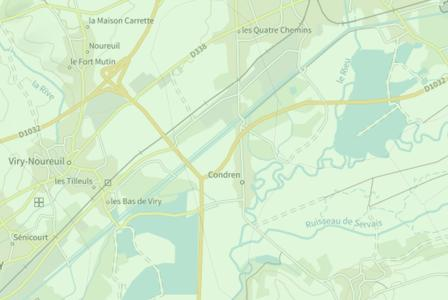 la Maison Carrette
les Quatre Chemins
Noureuil
D338
le Fort Mutin
le Rieu
la Rive
D1032
D1032
Viry-Noureuil
les Tilleuls
Condren
les Bas de Viry
Ruisseau de Servais
Sénicourt